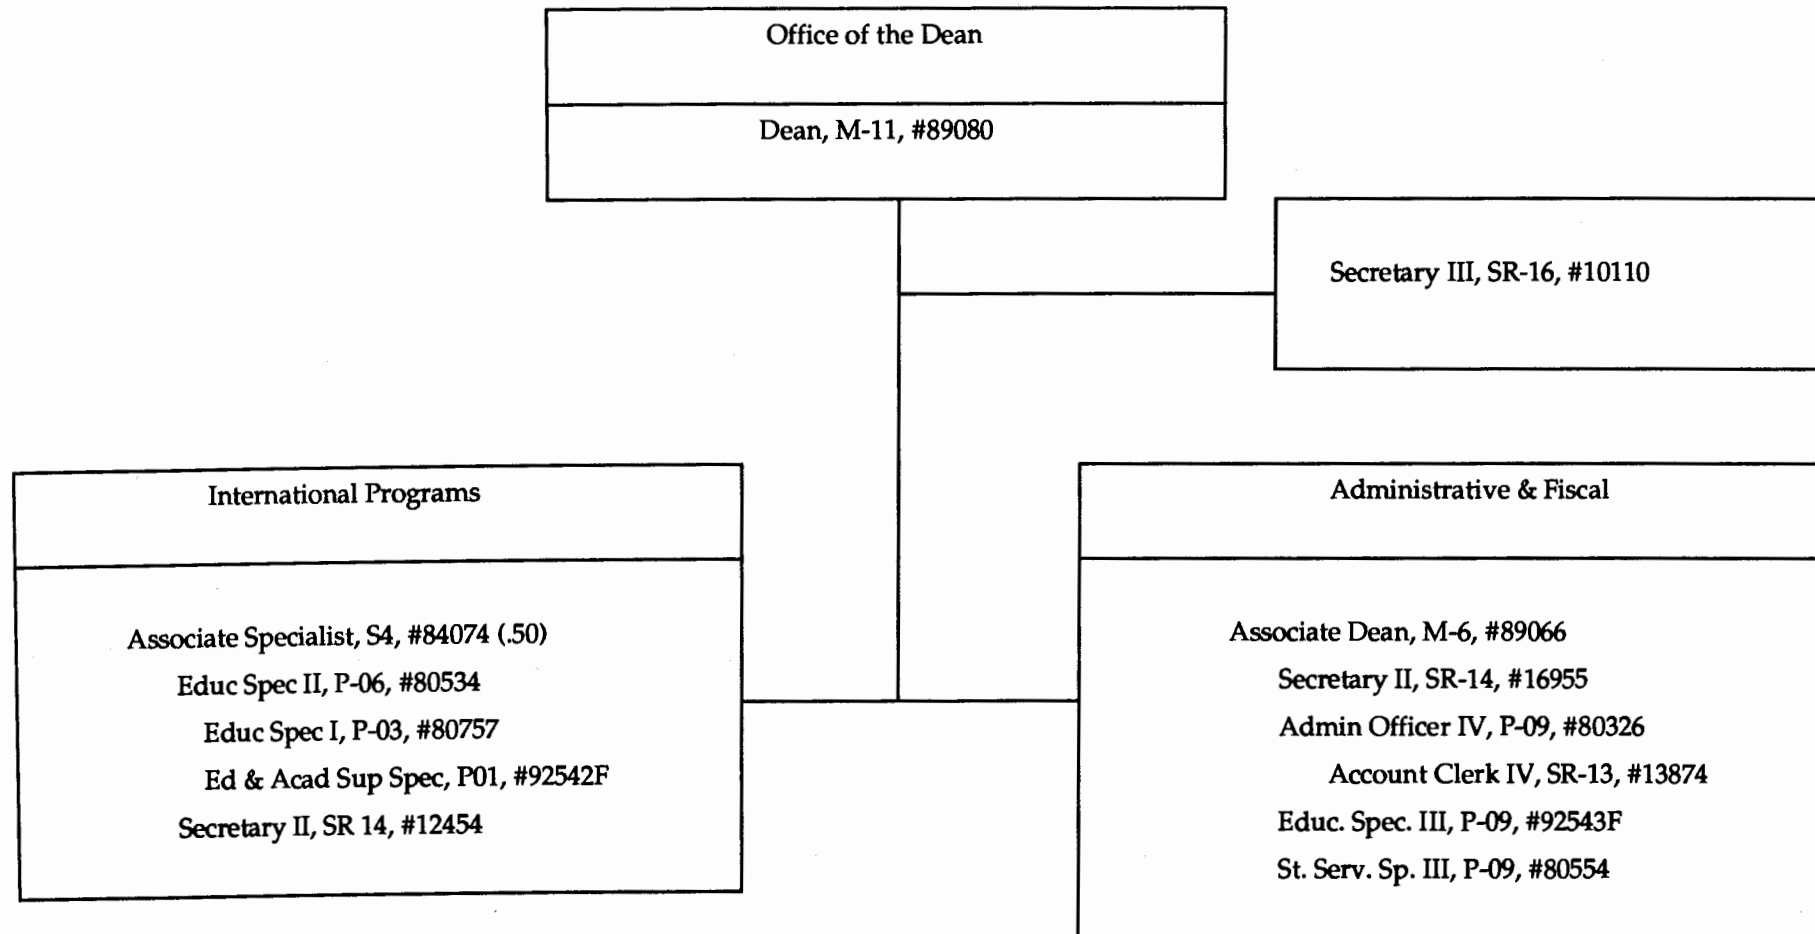 Office of the Dean
Dean, M-11, #89080
Secretary III, SR-16, #10110
International Programs
Associate Specialist, S4, #84074 (.50)
Educ Spec II, P-06, #80534
Educ Spec I, P-03, #80757
Ed & Acad Sup Spec, P01, #92542F
Secretary II, SR 14, #12454
Administrative & Fiscal
Associate Dean, M-6, #89066
Secretary II, SR-14, #16955
Admin Officer IV, P-09, #80326
Account Clerk IV, SR-13, #13874
Educ. Spec. III, P-09, #92543F
St. Serv. Sp. III, P-09, #80554